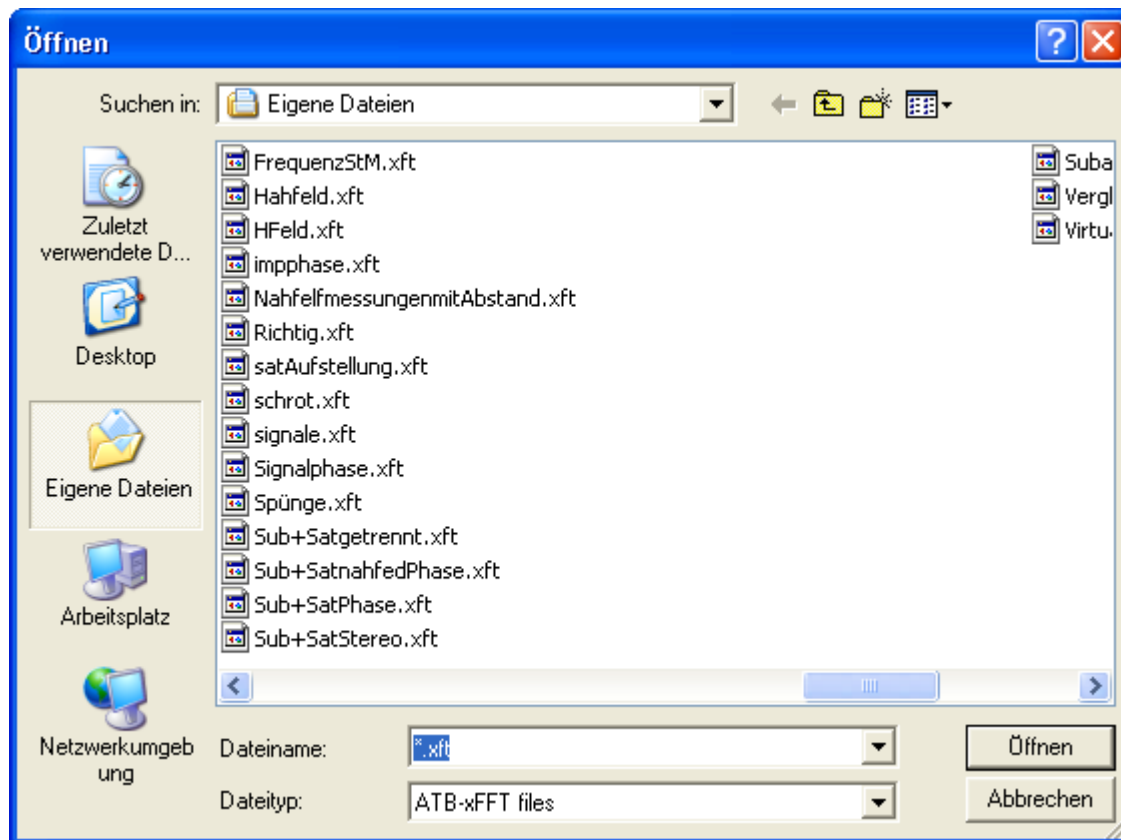 Öffnen
Suchen in:
Eigene Dateien
Zuletzt
verwendete D...
Desktop
Eigene Dateien
Arbeitsplatz
Netzwerkumgeb
ung
FrequenzStM.xft
Hahfeld.xft
HFeld.xft
impphase.xft
NahfelfmessungenmitAbstand.xft
Richtig.xft
satAufstellung.xft
schrot.xft
signale.xft
Signalphase.xft
Spünge.xft
Sub+Satgetrennt.xft
Sub+SatnahfedPhase.xft
Sub+SatPhase.xft
Sub+SatStereo.xft
Suba
Vergl
Virtu
Dateiname:
*.xft
Öffnen
Dateityp:
ATB-xFFT files
Abbrechen